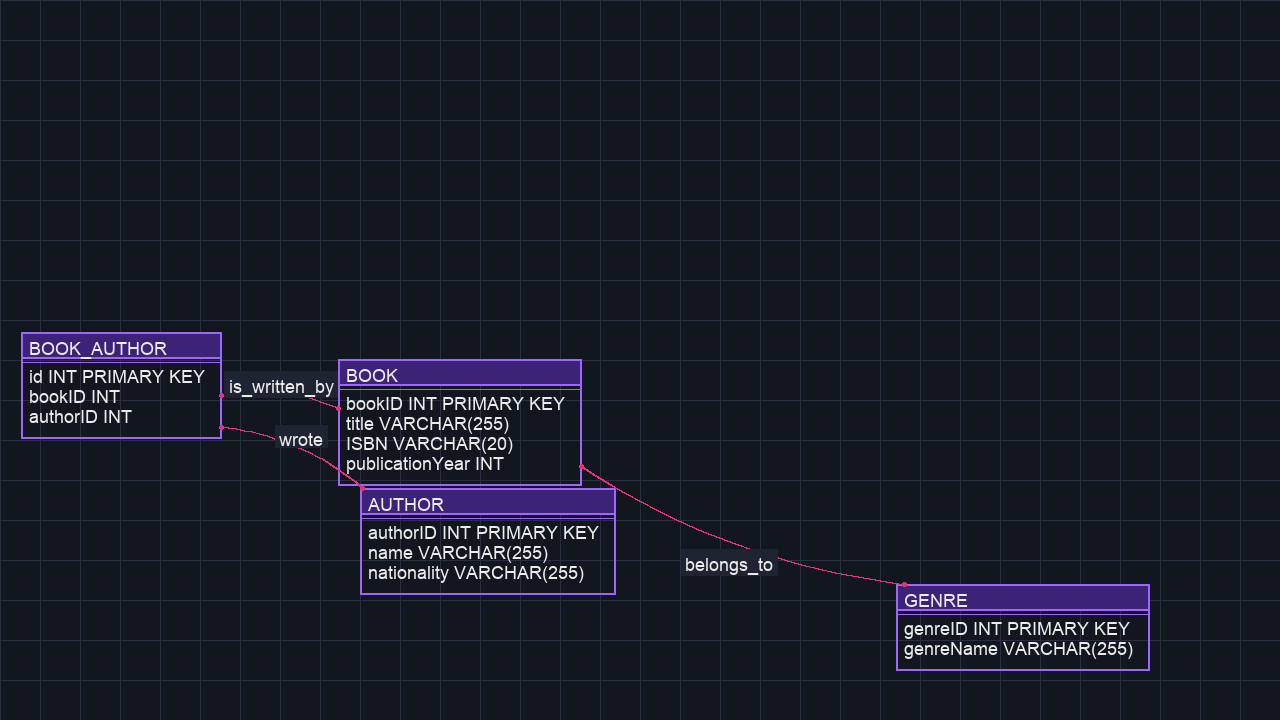 BOOK_AUTHOR
id INT PRIMARY KEY
bookID INT
authorID INT
is_written_by
wrote
BOOK
bookID INT PRIMARY KEY
title VARCHAR(255)
ISBN VARCHAR(20)
publicationYear INT
AUTHOR
authorID INT PRIMARY KEY
name VARCHAR(255)
nationality VARCHAR(255)
belongs_to
GENRE
genreID INT PRIMARY KEY
genreName VARCHAR(255)